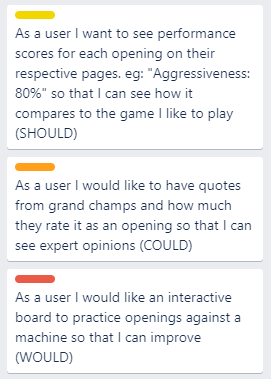 As a user I want to see performance
scores for each opening on their
respective pages. eg: "Aggressiveness:
80%" so that I can see how it
compares to the game I like to play
(SHOULD)
As a user I would like to have quotes
from grand champs and how much
they rate it as an opening so that I can
see expert opinions (COULD)
As a user I would like an interactive
board to practice openings against a
machine so that I can improve
(WOULD)